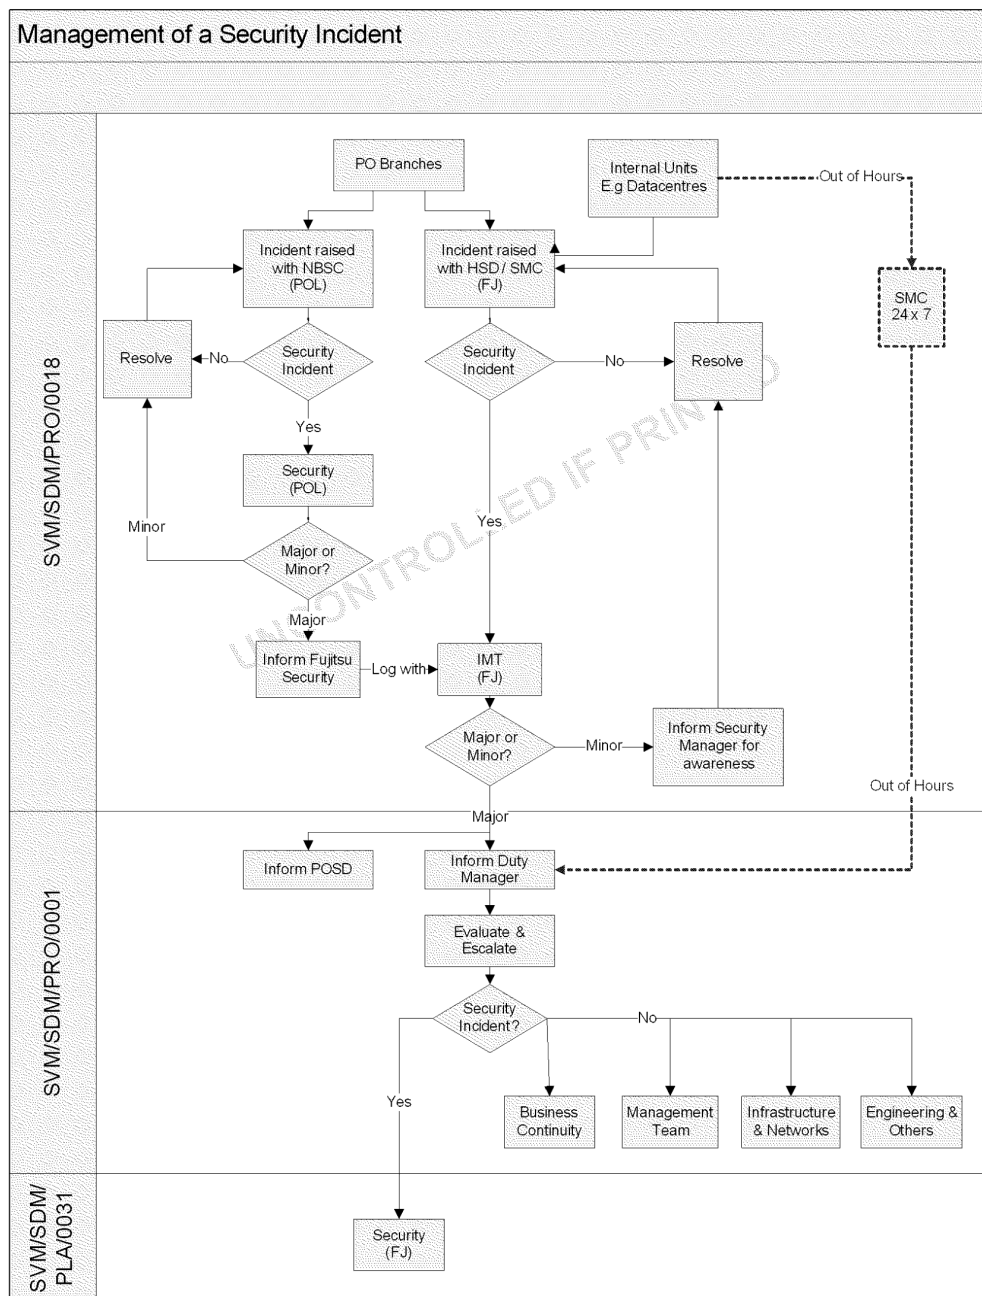 Management of a Security Incident
SVM/SDM/PRO/0018
PO Branches
Internal Units
E.g Datacentres
Out of Hours
Incident raised
with NBSC
(POL)
Incident raised
with HSD / SMC
(FJ)
SMC
24 x 7
Resolve
No
Security
Incident
Security
Incident
No
Resolve
Yes
Security
(POL)
Minor
Yes
Major or
Minor?
Major
Inform Fujitsu
Security
Log with
IMT
(FJ)
Major or
Minor?
Minor
Inform Security
Manager for
awareness
Out of Hours
UNCONTROLLED IF PRINTED
Major
SVM/SDM/PRO/0001
Inform POSD
Inform Duty
Manager
Evaluate &
Escalate
Security
Incident?
No
Yes
Business
Continuity
Management
Team
Infrastructure
& Networks
Engineering &
Others
SVM/SDM/
PLA/0031
Security
(FJ)